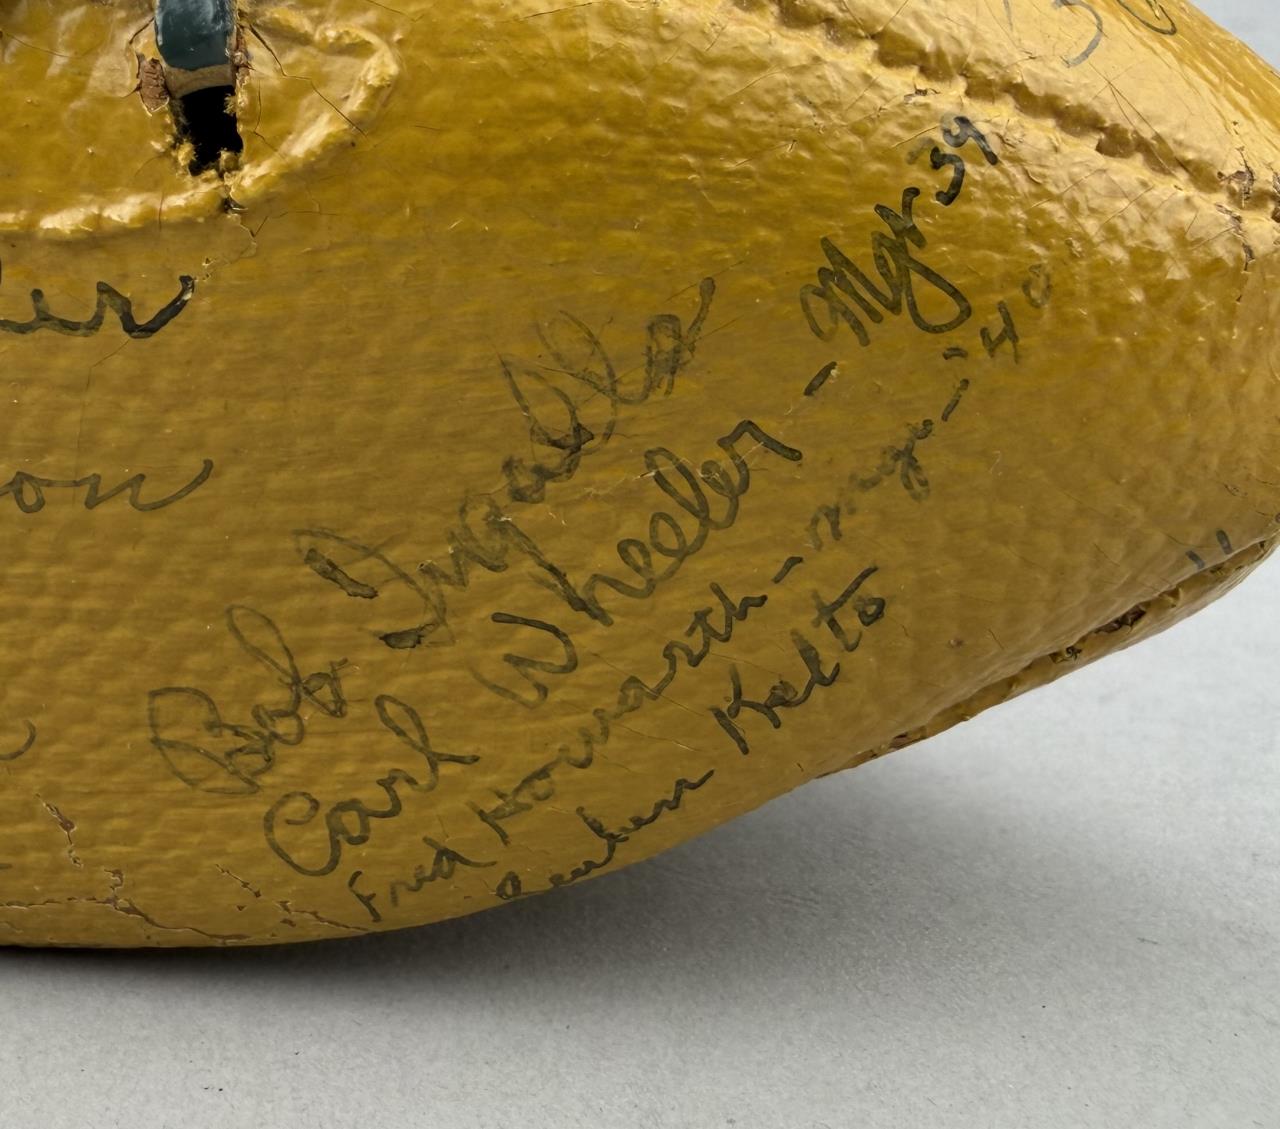 Bob Ingalls
Carl Wheeler - Mgr 39
Fred Howarth - mgr - '40
Reuben Kelto